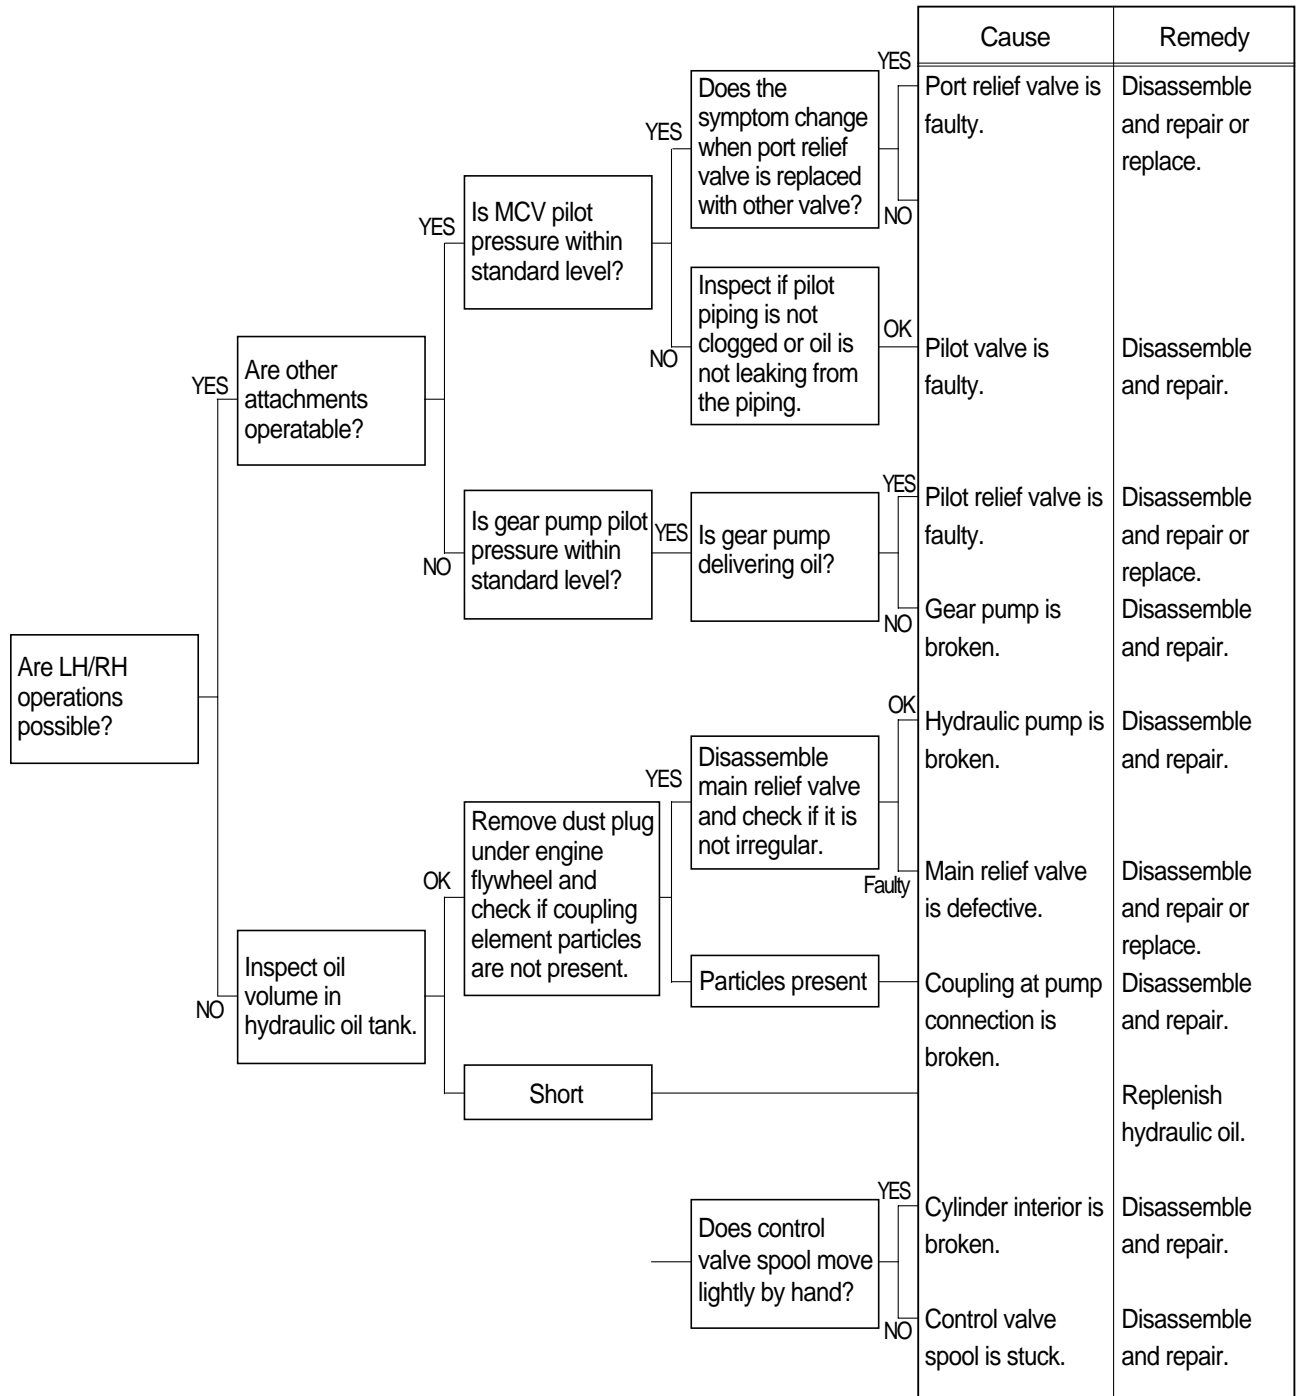 Cause
Remedy
YES
Does the
symptom change
when port relief
valve is replaced
with other valve?
YES
NO
Port relief valve is
faulty.
Disassemble
and repair or
replace.
Is MCV pilot
pressure within
standard level?
YES
Inspect if pilot
piping is not
clogged or oil is
not leaking from
the piping.
NO
OK
Pilot valve is
faulty.
Disassemble
and repair.
Are other
attachments
operatable?
YES
Is gear pump pilot
pressure within
standard level?
NO
YES
Is gear pump
delivering oil?
YES
Pilot relief valve is
faulty.
Disassemble
and repair or
replace.
NO
Gear pump is
broken.
Disassemble
and repair.
Are LH/RH
operations
possible?
OK
Hydraulic pump is
broken.
Disassemble
and repair.
YES
Disassemble
main relief valve
and check if it is
not irregular.
Faulty
Main relief valve
is defective.
Disassemble
and repair or
replace.
OK
Remove dust plug
under engine
flywheel and
check if coupling
element particles
are not present.
NO
Inspect oil
volume in
hydraulic oil tank.
Particles present
Coupling at pump
connection is
broken.
Disassemble
and repair.
Short
Replenish
hydraulic oil.
Does control
valve spool move
lightly by hand?
YES
Cylinder interior is
broken.
Disassemble
and repair.
NO
Control valve
spool is stuck.
Disassemble
and repair.